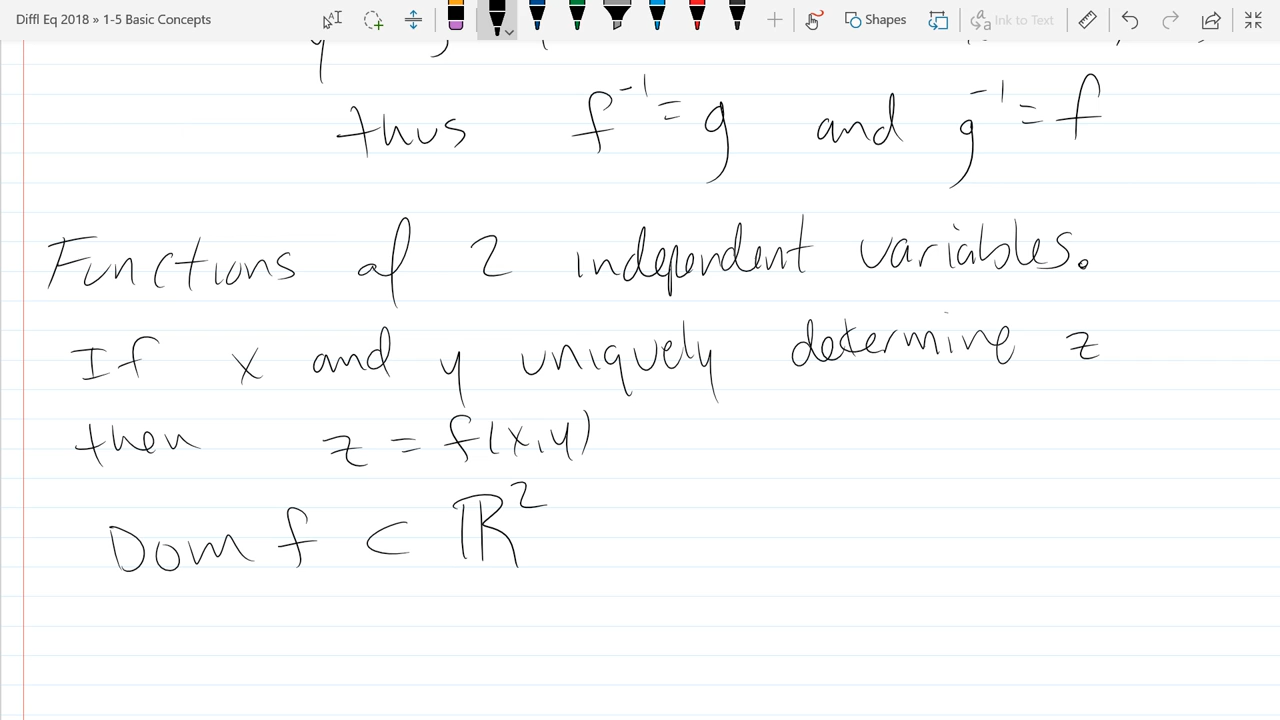 Diffl Eq 2018 » 1-5 Basic Concepts
Shapes
Ink to Text
thus f⁻¹ = g and g⁻¹ = f
Functions of 2 independent variables.
If x and y uniquely determine z
then z = f(x,y)
Dom f ⊂ ℝ²